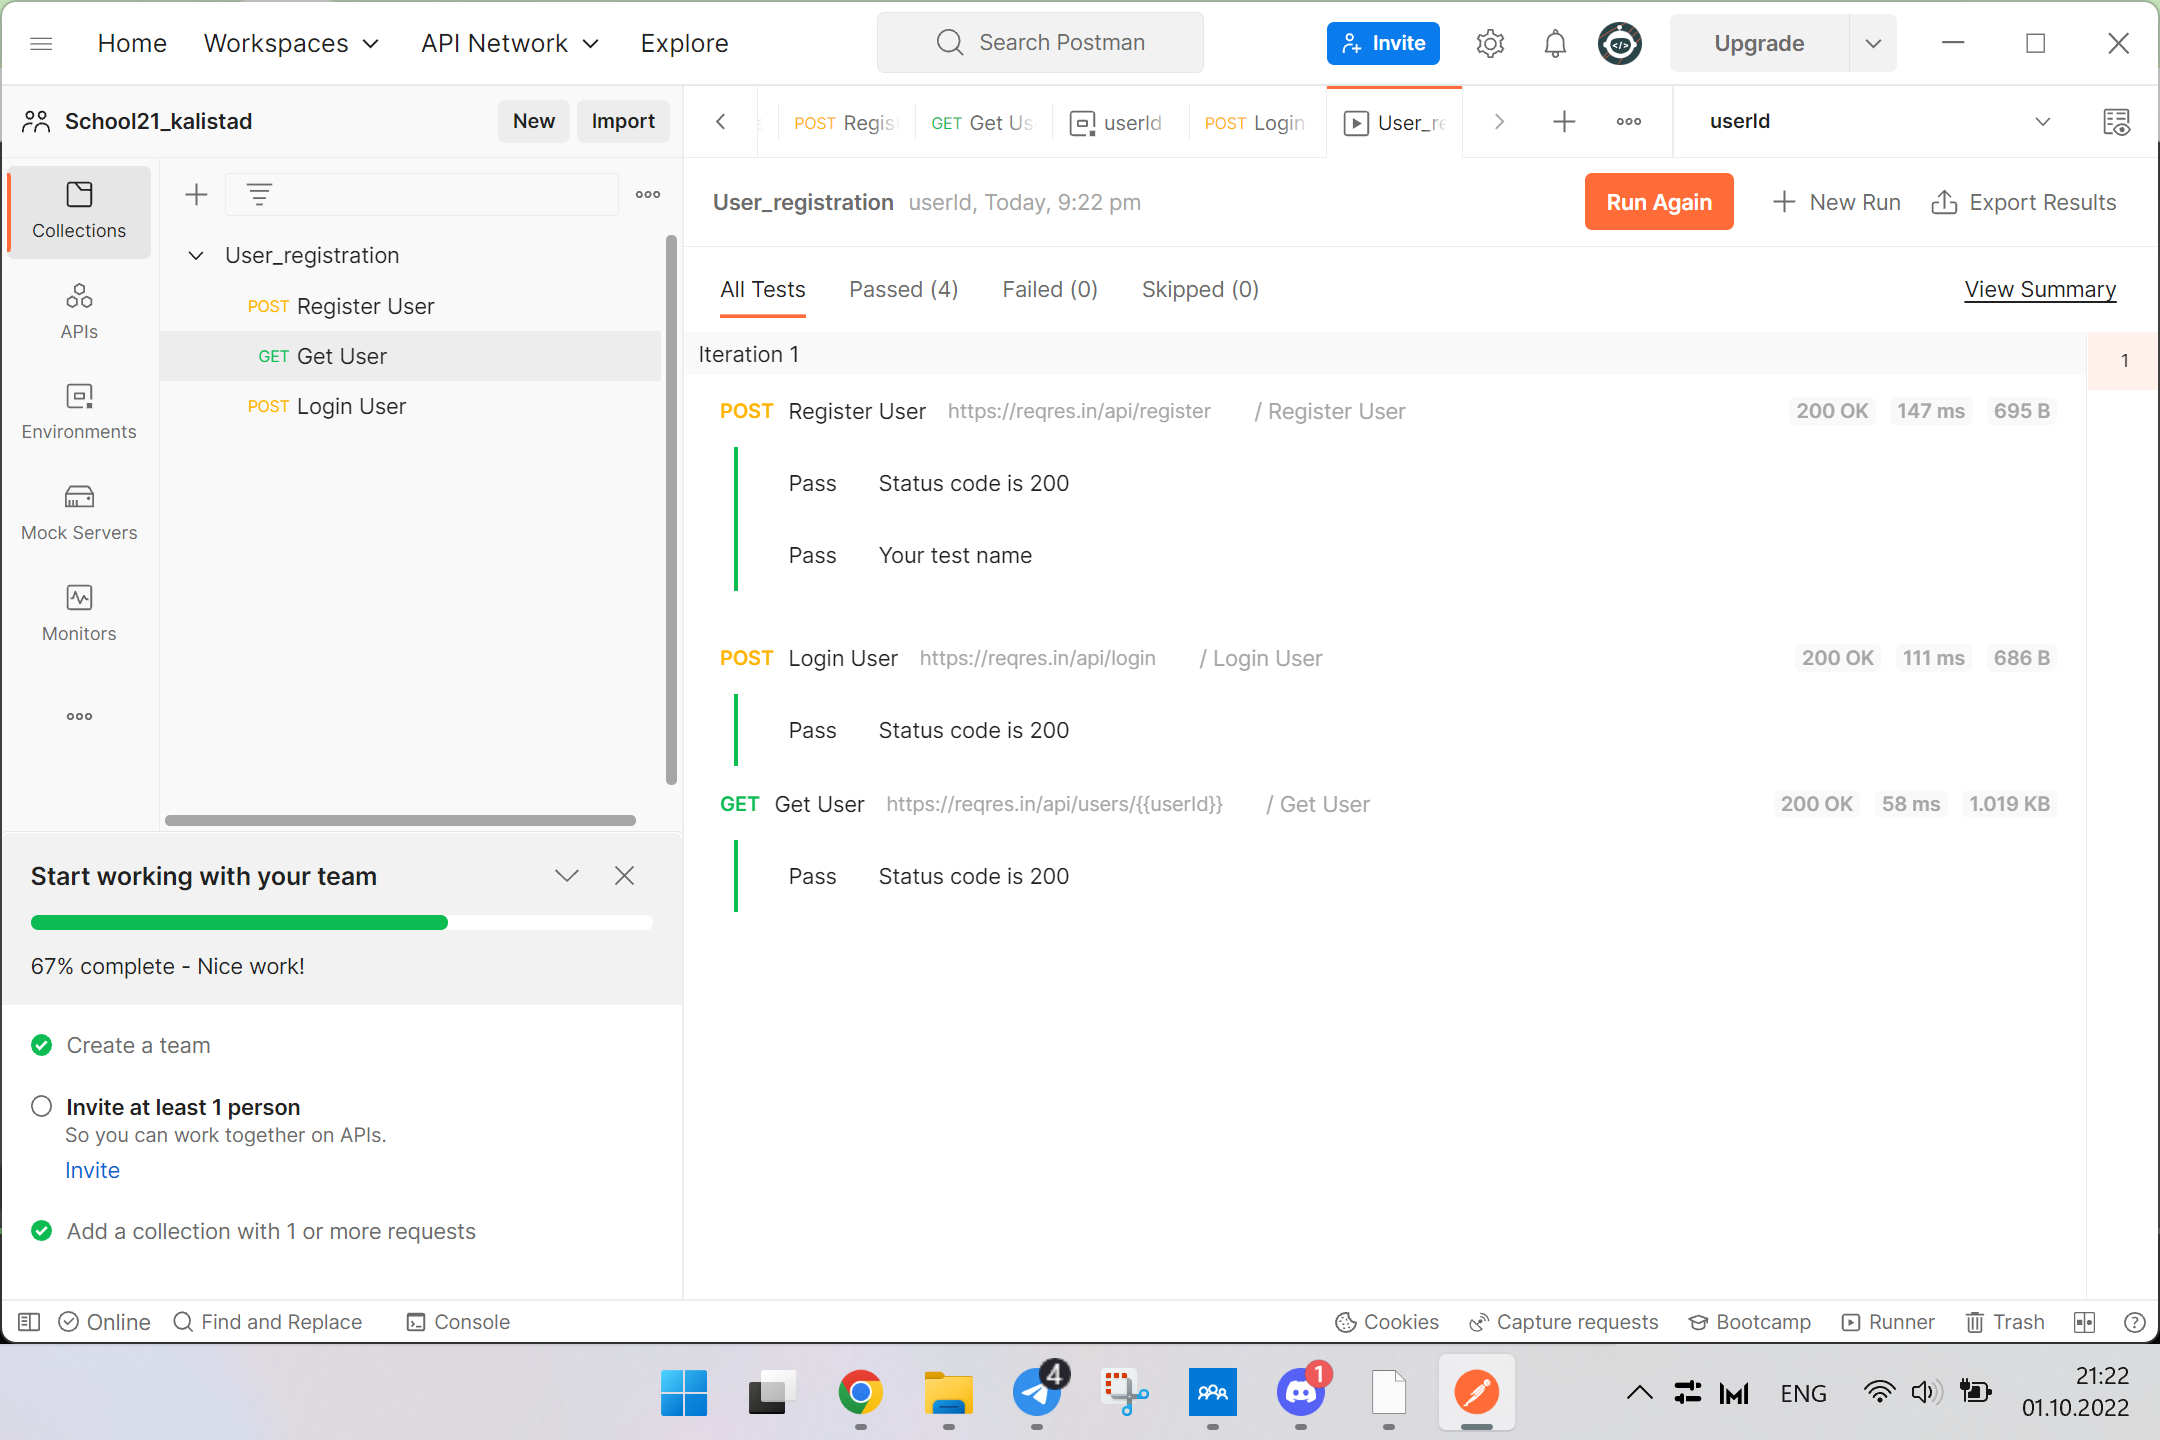 Home Workspaces API Network Explore Search Postman Invite Upgrade
School21_kalistad New Import
POST Regis GET Get Us userId POST Login User_re userId
Collections
APIs
Environments
Mock Servers
Monitors
User_registration
POST Register User
GET Get User
POST Login User
User_registration userId, Today, 9:22 pm Run Again New Run Export Results
All Tests Passed (4) Failed (0) Skipped (0) View Summary
Iteration 1
1
POST Register User https://reqres.in/api/register / Register User 200 OK 147 ms 695 B
Pass Status code is 200
Pass Your test name
POST Login User https://reqres.in/api/login / Login User 200 OK 111 ms 686 B
Pass Status code is 200
GET Get User https://reqres.in/api/users/{{userId}} / Get User 200 OK 58 ms 1.019 KB
Pass Status code is 200
Start working with your team
67% complete - Nice work!
Create a team
Invite at least 1 person
So you can work together on APIs.
Invite
Add a collection with 1 or more requests
Online Find and Replace Console Cookies Capture requests Bootcamp Runner Trash
4 1 ENG 21:22
01.10.2022